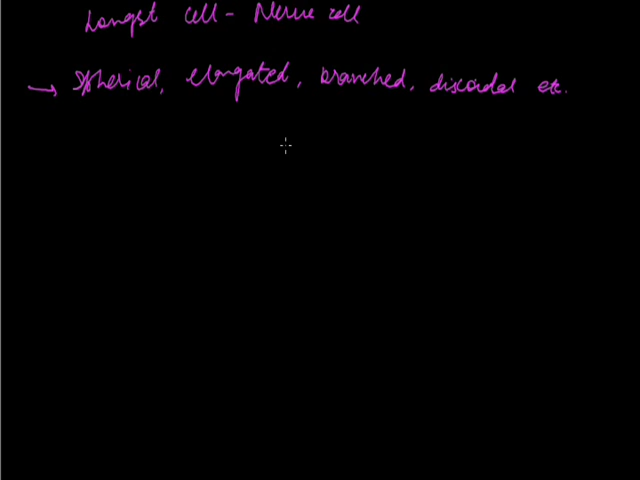 Longest cell - Nerve cell
→ Spherical, elongated, branched, discoidal etc.